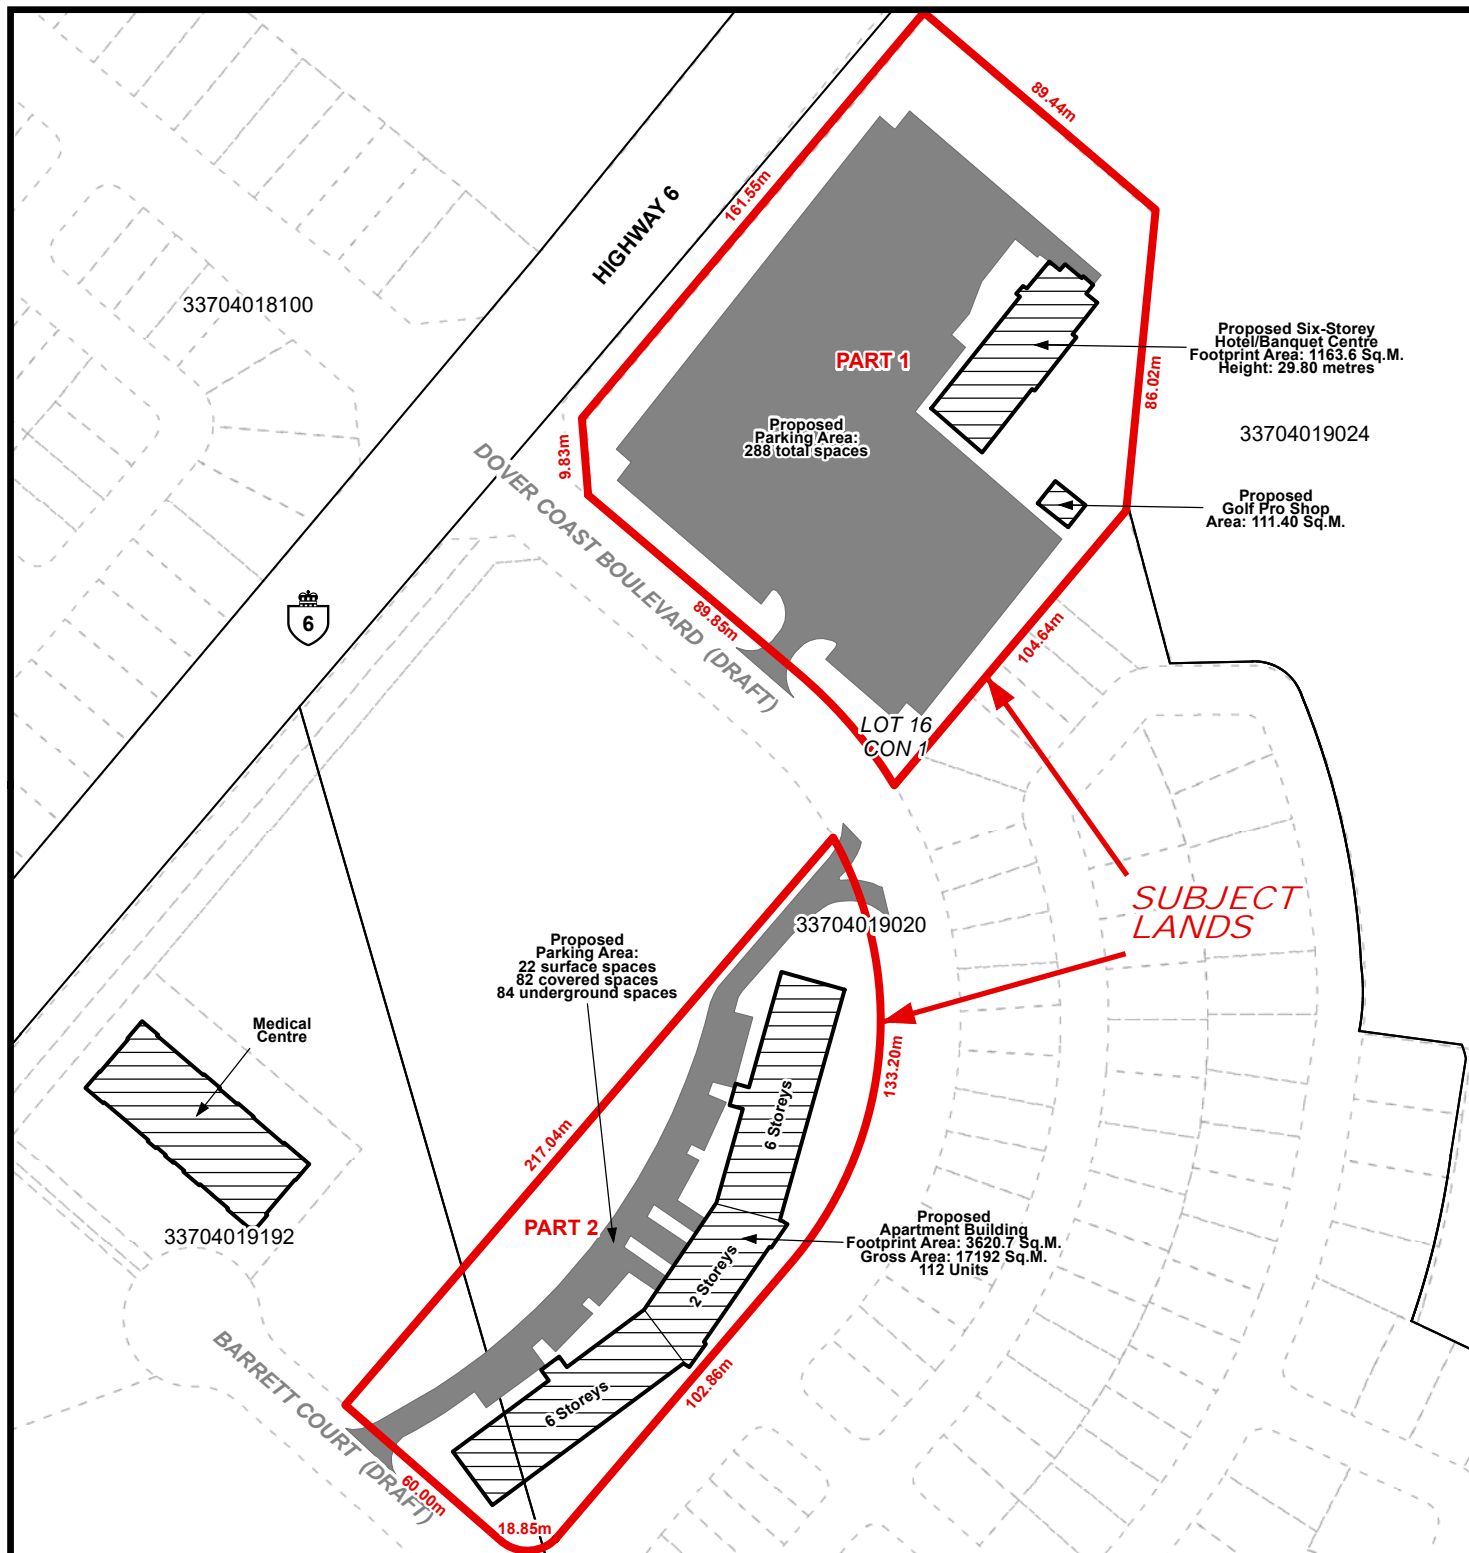 89.44m
161.55m
HIGHWAY 6
33704018100
Proposed Six-Storey
Hotel/Banquet Centre
Footprint Area: 1163.6 Sq.M.
Height: 29.80 metres
PART 1
86.02m
Proposed
Parking Area:
288 total spaces
33704019024
9.83m
DOVER COAST BOULEVARD (DRAFT)
Proposed
Golf Pro Shop
Area: 111.40 Sq.M.
6
89.85m
104.64m
LOT 16
CON 1
SUBJECT
LANDS
33704019020
Proposed
Parking Area:
22 surface spaces
82 covered spaces
84 underground spaces
Medical
Centre
133.20m
6 Storeys
217.04m
PART 2
33704019192
Proposed
Apartment Building
Footprint Area: 3620.7 Sq.M.
Gross Area: 17192 Sq.M.
112 Units
2 Storeys
BARRETT COURT (DRAFT)
102.86m
6 Storeys
60.00m
18.85m